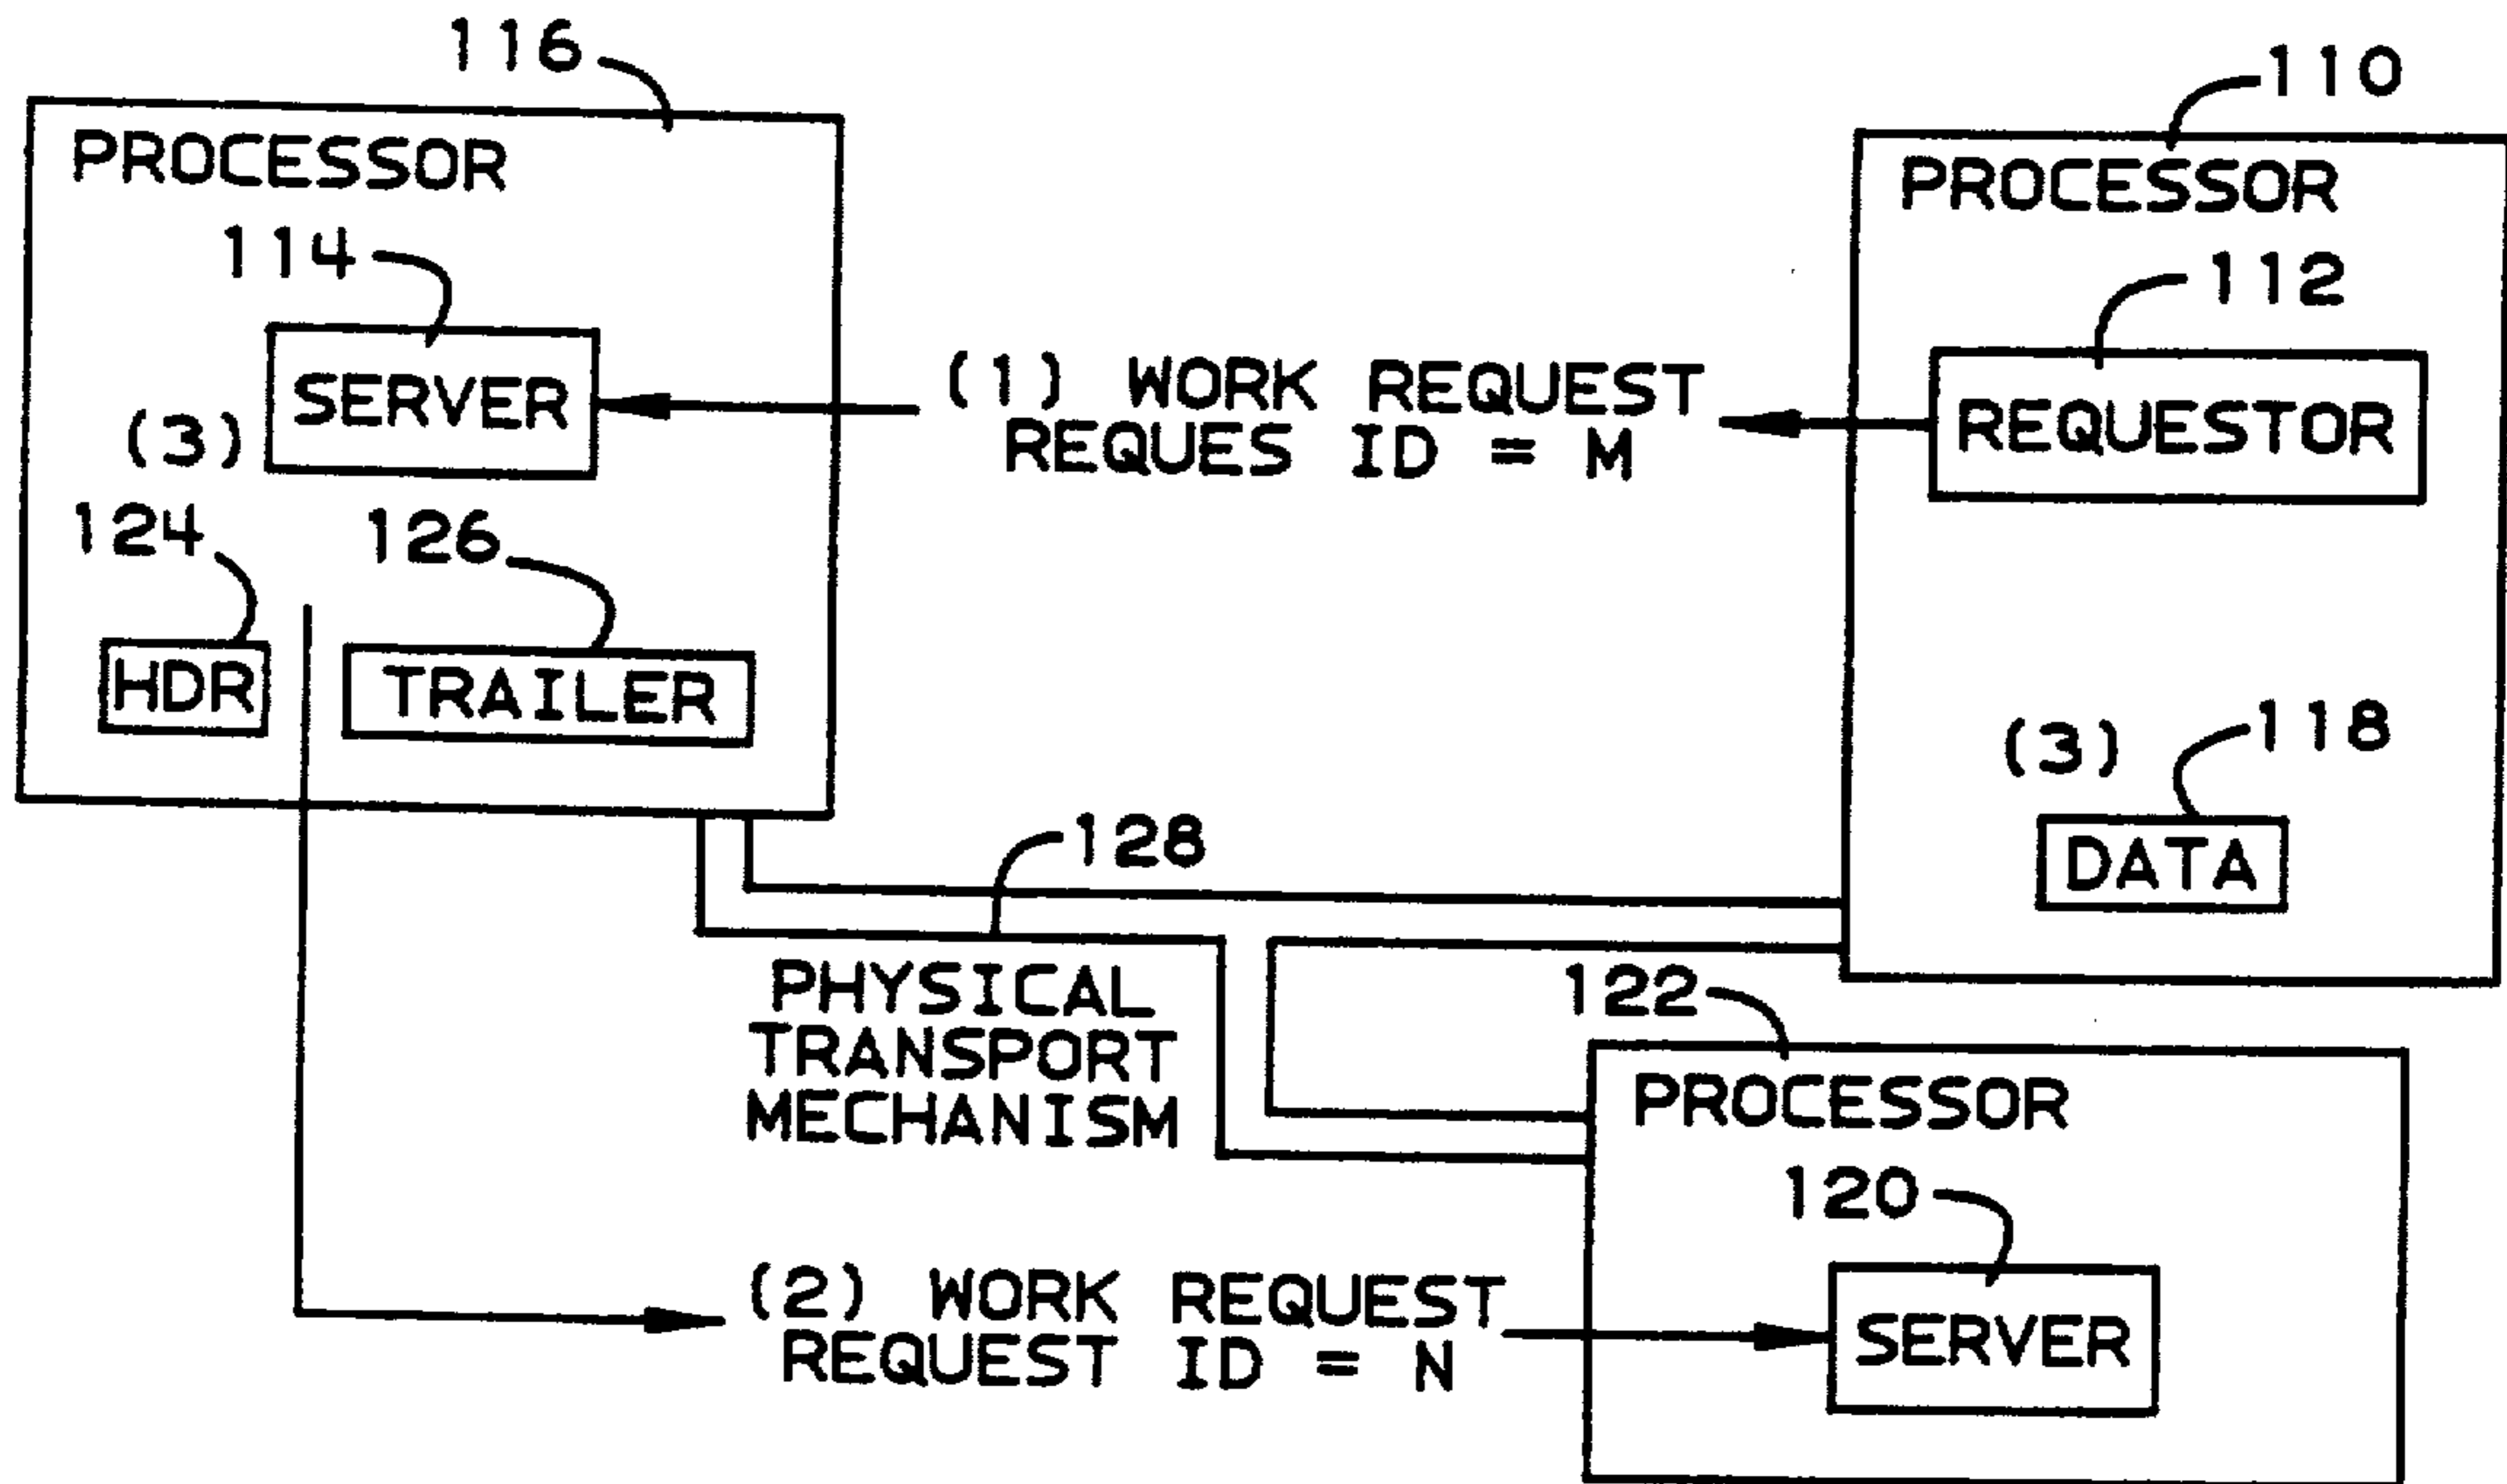 116
110
PROCESSOR
PROCESSOR
114
112
SERVER
(1) WORK REQUEST
REQUES ID = M
REQUESTOR
(3)
124
126
HDR
TRAILER
(3)
118
DATA
128
PHYSICAL
TRANSPORT
MECHANISM
122
PROCESSOR
120
(2) WORK REQUEST
REQUEST ID = N
SERVER